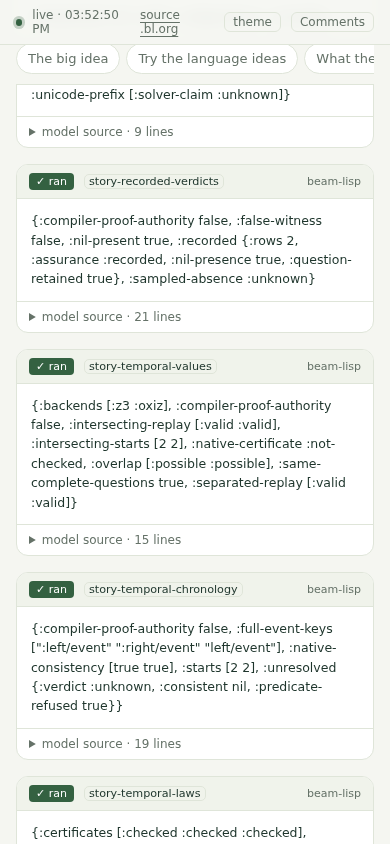 live · 03:52:50 PM
source .bl.org
theme
Comments
The big idea
Try the language ideas
What the
:unicode-prefix [:solver-claim :unknown]}
▶ model source · 9 lines
✓ ran story-recorded-verdicts beam-lisp
{:compiler-proof-authority false, :false-witness
false, :nil-present true, :recorded {:rows 2,
:assurance :recorded, :nil-presence true, :question-
retained true}, :sampled-absence :unknown}
▶ model source · 21 lines
✓ ran story-temporal-values beam-lisp
{:backends [:z3 :oxiz], :compiler-proof-authority
false, :intersecting-replay [:valid :valid],
:intersecting-starts [2 2], :native-certificate :not-
checked, :overlap [:possible :possible], :same-
complete-questions true, :separated-replay [:valid
:valid]}
▶ model source · 15 lines
✓ ran story-temporal-chronology beam-lisp
{:compiler-proof-authority false, :full-event-keys
[":left/event" ":right/event" "left/event"], :native-
consistency [true true], :starts [2 2], :unresolved
{:verdict :unknown, :consistent nil, :predicate-
refused true}}
▶ model source · 19 lines
✓ ran story-temporal-laws beam-lisp
{:certificates [:checked :checked :checked],